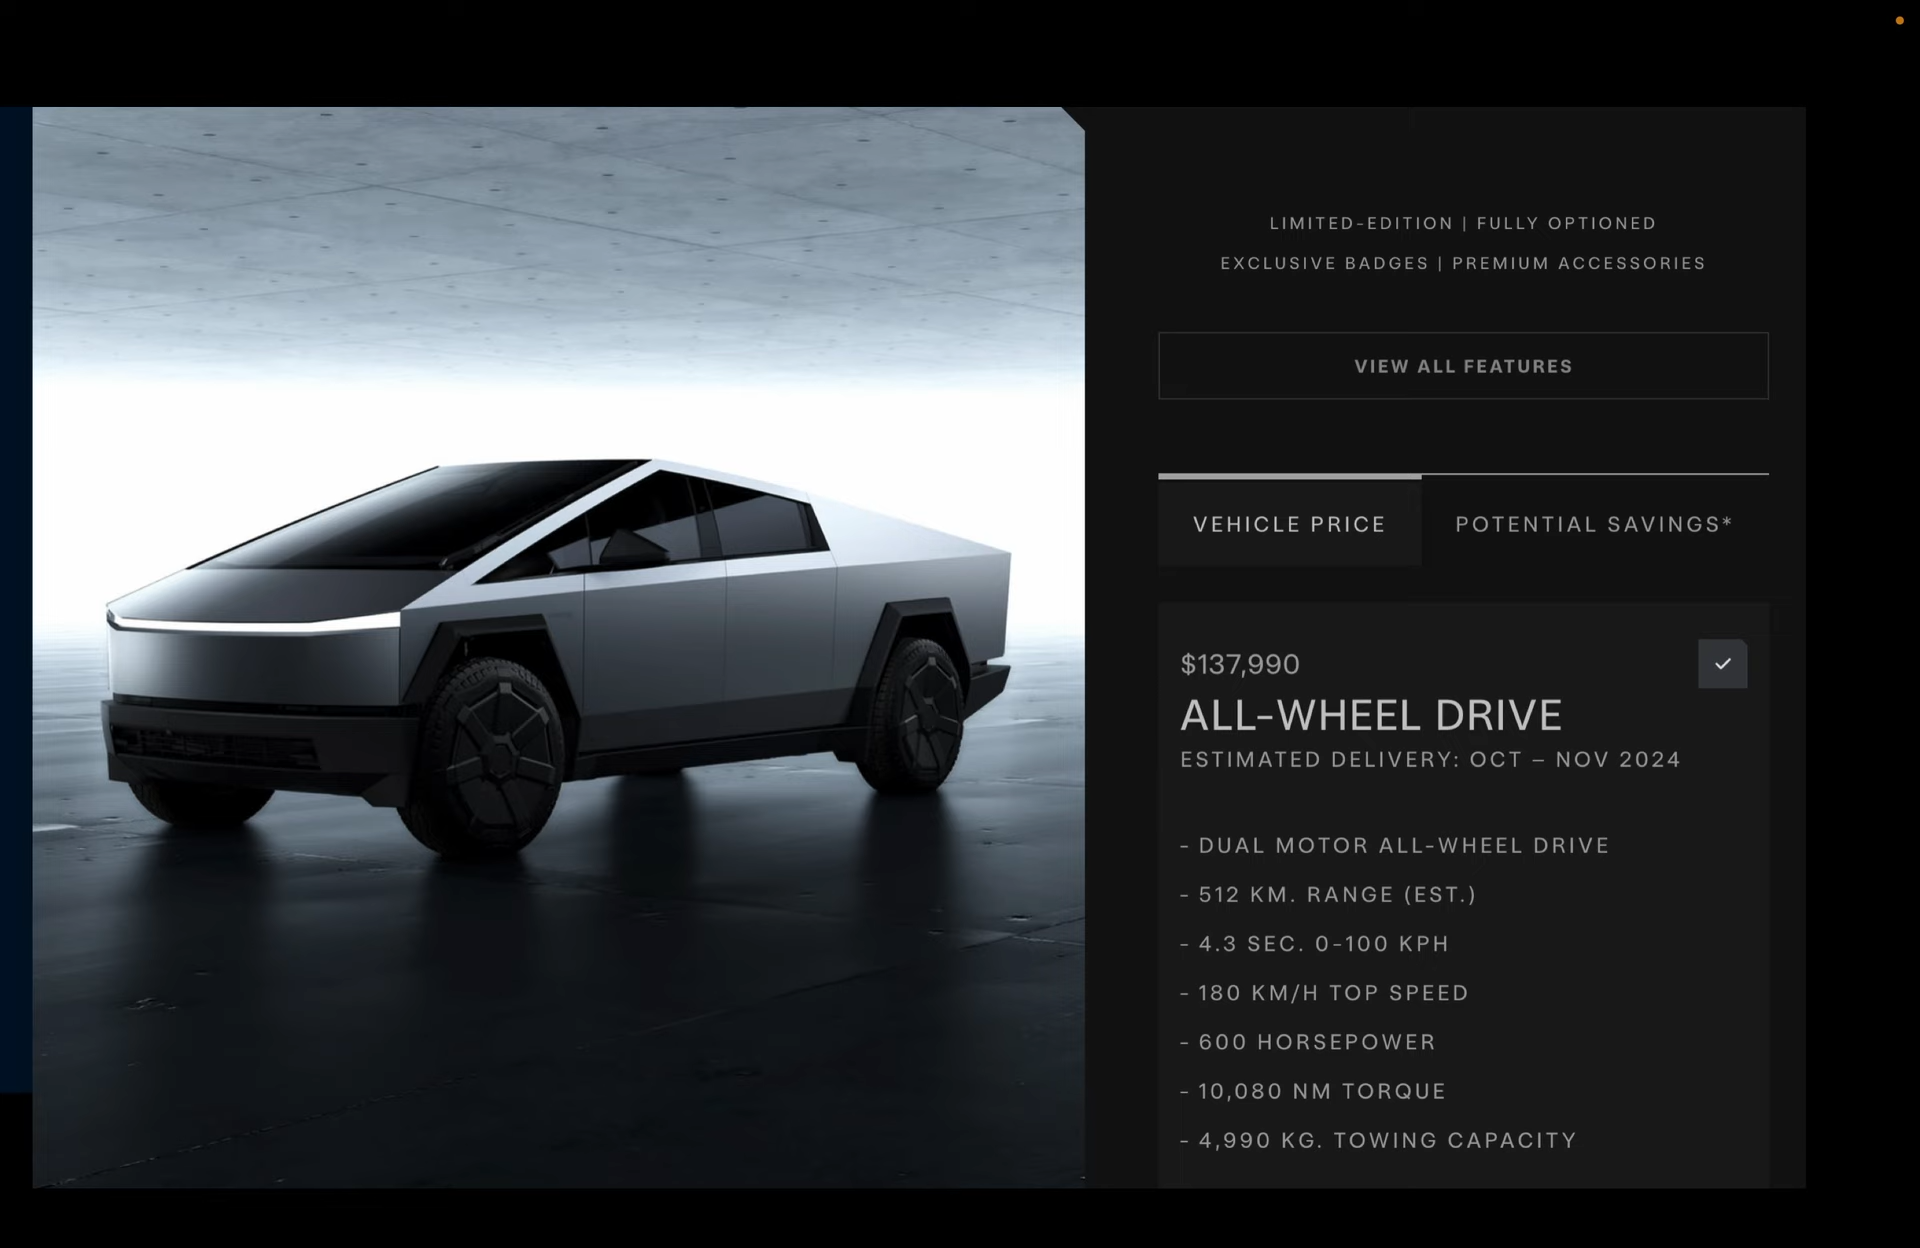 LIMITED-EDITION | FULLY OPTIONED
EXCLUSIVE BADGES | PREMIUM ACCESSORIES
VIEW ALL FEATURES
VEHICLE PRICE
POTENTIAL SAVINGS*
$137,990
ALL-WHEEL DRIVE
ESTIMATED DELIVERY: OCT – NOV 2024
- DUAL MOTOR ALL-WHEEL DRIVE
- 512 KM. RANGE (EST.)
- 4.3 SEC. 0-100 KPH
- 180 KM/H TOP SPEED
- 600 HORSEPOWER
- 10,080 NM TORQUE
- 4,990 KG. TOWING CAPACITY